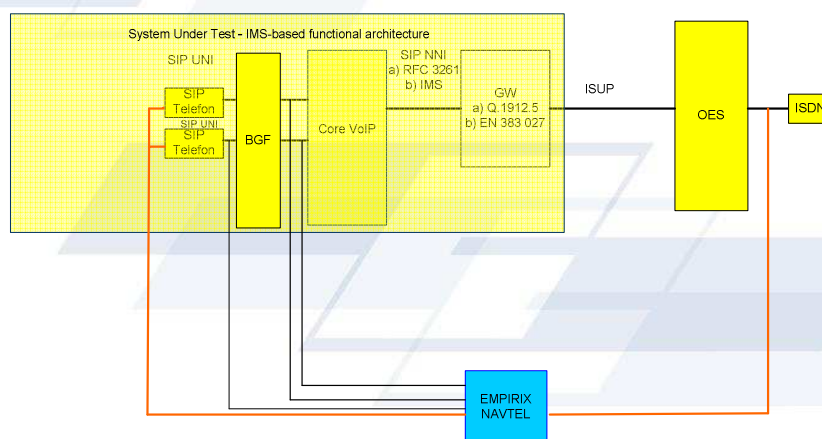 System Under Test - IMS-based functional architecture
SIP UNI
SIP
Telefon
SIP UNI
SIP
Telefon
BGF
Core VoIP
SIP NNI
a) RFC 3261
b) IMS
GW
a) Q.1912.5
b) EN 383 027
ISUP
OES
ISDN
EMPIRIX
NAVTEL